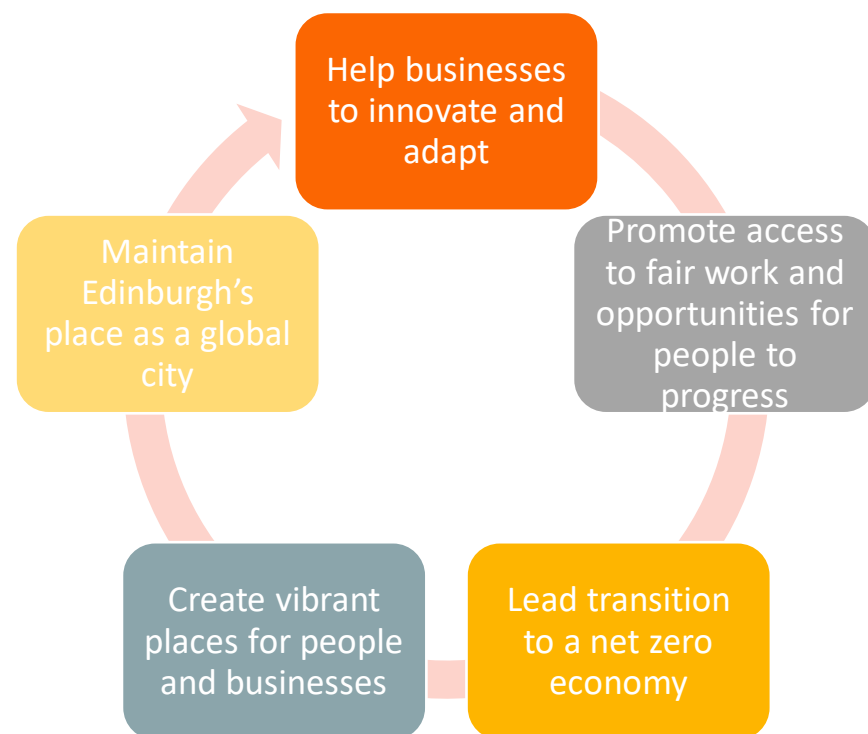 Help businesses
to innovate and
adapt
Promote access
to fair work and
opportunities for
people to
progress
Lead transition
to a net zero
economy
Create vibrant
places for people
and businesses
Maintain
Edinburgh’s
place as a global
city